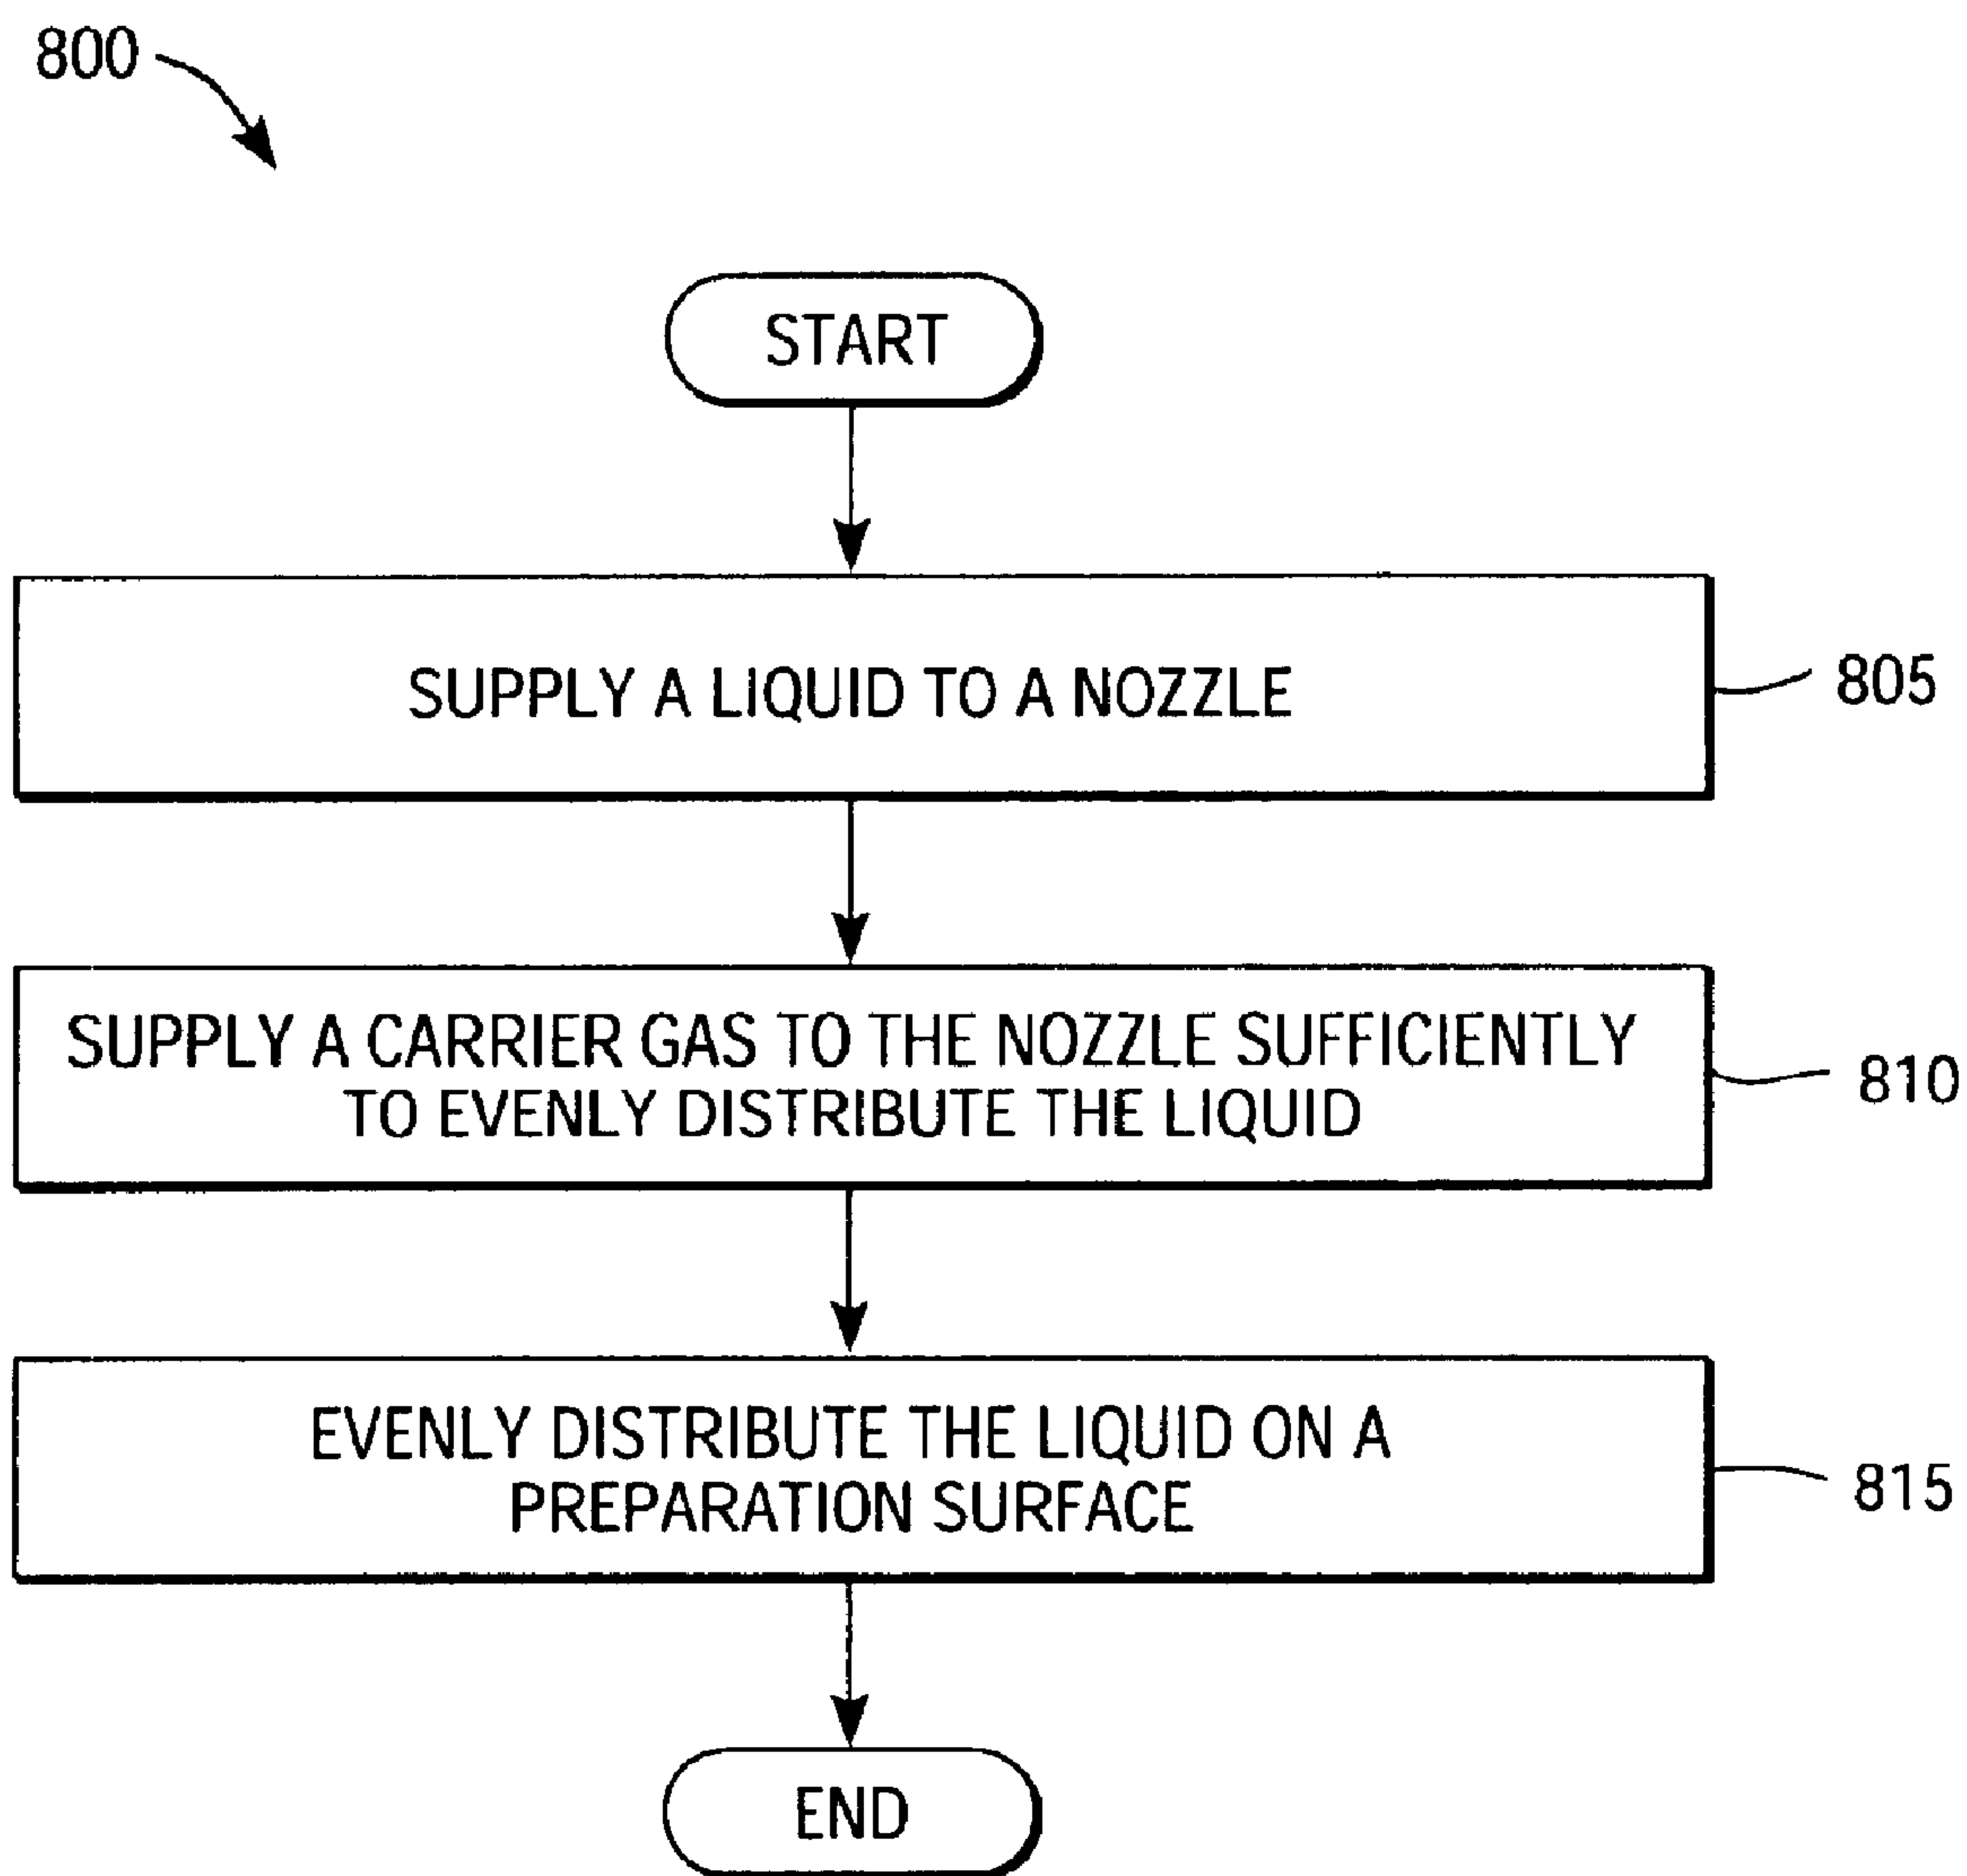 800
START
SUPPLY A LIQUID TO A NOZZLE
805
SUPPLY A CARRIER GAS TO THE NOZZLE SUFFICIENTLY
TO EVENLY DISTRIBUTE THE LIQUID
810
EVENLY DISTRIBUTE THE LIQUID ON A
PREPARATION SURFACE
815
END